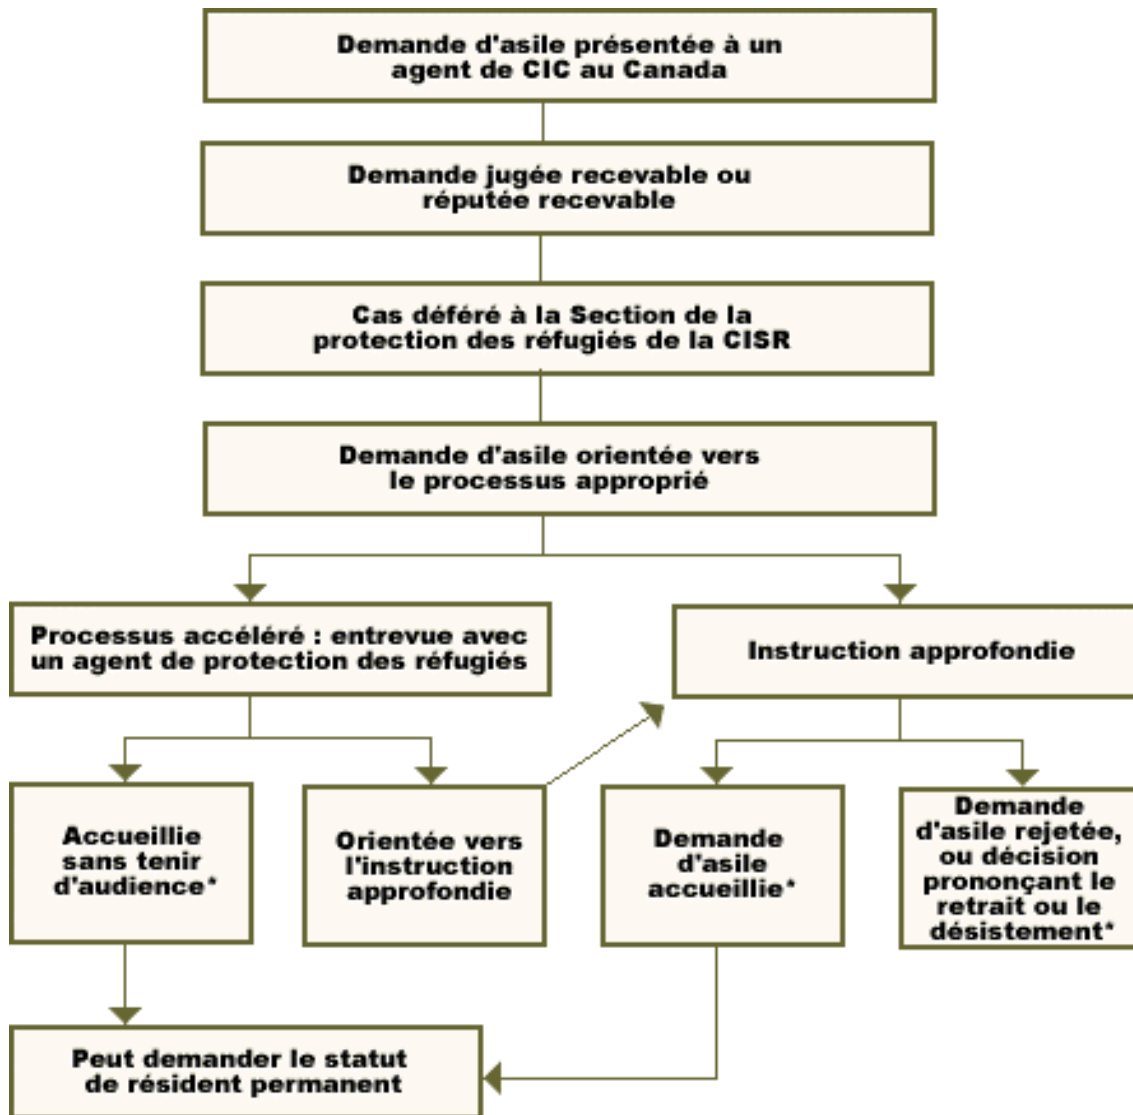 Demande d'asile présentée à un
agent de CIC au Canada
Demande jugée recevable ou
réputée recevable
Cas déféré à la Section de la
protection des réfugiés de la CISR
Demande d'asile orientée vers
le processus approprié
Processus accéléré : entrevue avec
un agent de protection des réfugiés
Instruction approfondie
Accueillie
sans tenir
d'audience*
Orientée vers
l'instruction
approfondie
Demande
d'asile
accueillie*
Demande
d'asile rejetée,
ou décision
prononçant le
retrait ou le
désistement*
Peut demander le statut
de résident permanent